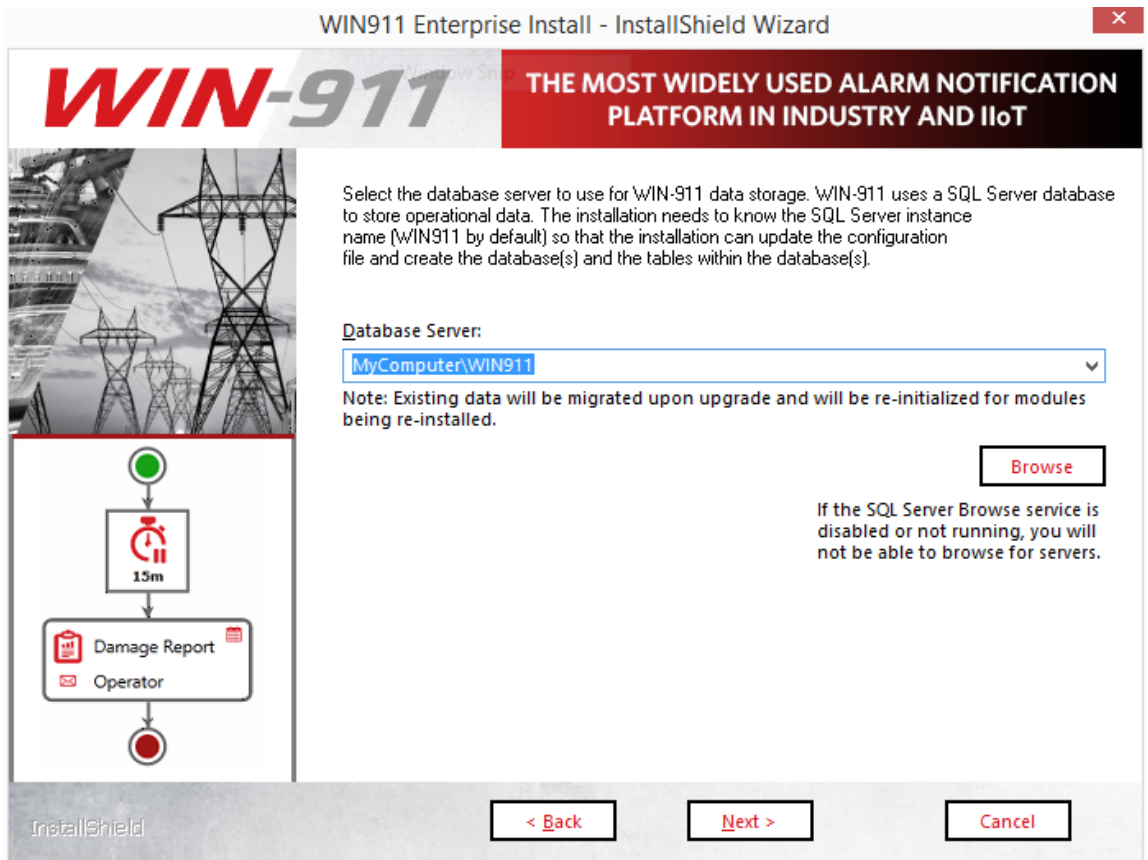 WIN911 Enterprise Install - InstallShield Wizard
WIN-911
Window Snip
THE MOST WIDELY USED ALARM NOTIFICATION
PLATFORM IN INDUSTRY AND IIoT
Select the database server to use for WIN-911 data storage. WIN-911 uses a SQL Server database
to store operational data. The installation needs to know the SQL Server instance
name (WIN911 by default) so that the installation can update the configuration
file and create the database(s) and the tables within the database(s).
Database Server:
MyComputer\WIN911
Note: Existing data will be migrated upon upgrade and will be re-initialized for modules
being re-installed.
Browse
If the SQL Server Browse service is
disabled or not running, you will
not be able to browse for servers.
15m
Damage Report
Operator
InstallShield
< Back
Next >
Cancel